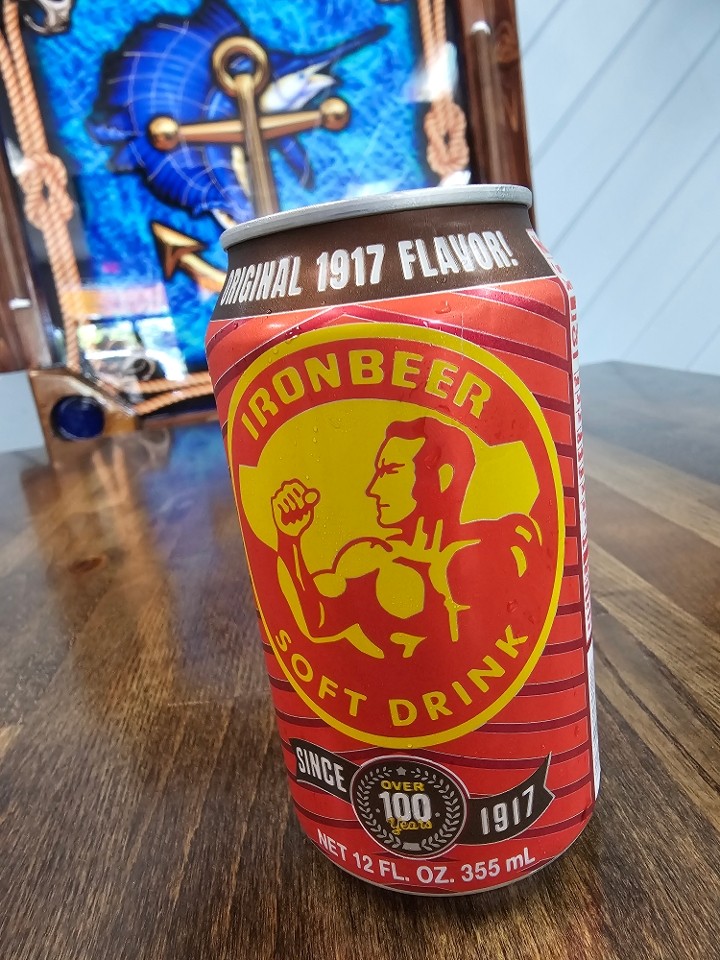 ORIGINAL 1917 FLAVOR!
IRONBEER
SOFT DRINK
SINCE
OVER
100
Years
1917
NET 12 FL. OZ. 355 mL